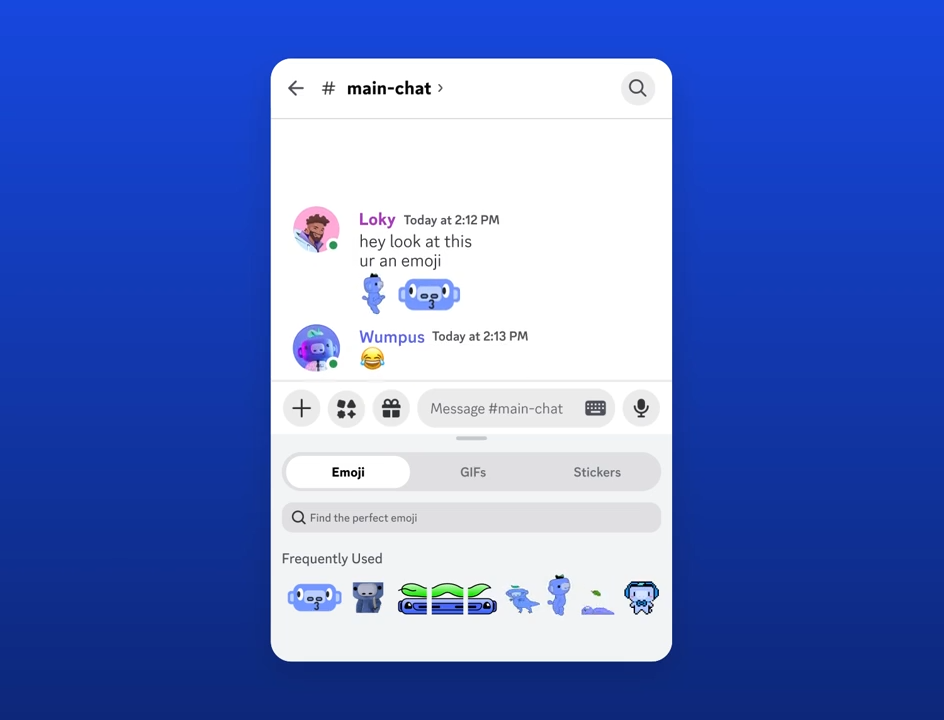 # main-chat ›
Loky Today at 2:12 PM
hey look at this
ur an emoji
Wumpus Today at 2:13 PM
Message #main-chat
Emoji GIFs Stickers
Find the perfect emoji
Frequently Used